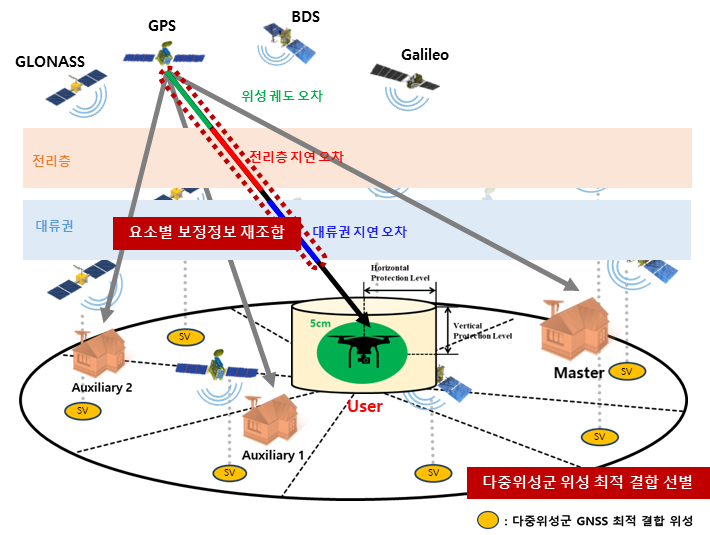 GPS
BDS
GLONASS
Galileo
위성 궤도 오차
전리층
전리층 지연 오차
대류권
요소별 보정정보 재조합
대류권 지연 오차
Horizontal
Protection Level
5cm
Vertical
Protection Level
SV
Auxiliary 2
Master
SV
SV
User
Auxiliary 1
SV
SV
SV
다중위성군 위성 최적 결합 선별
: 다중위성군 GNSS 최적 결합 위성